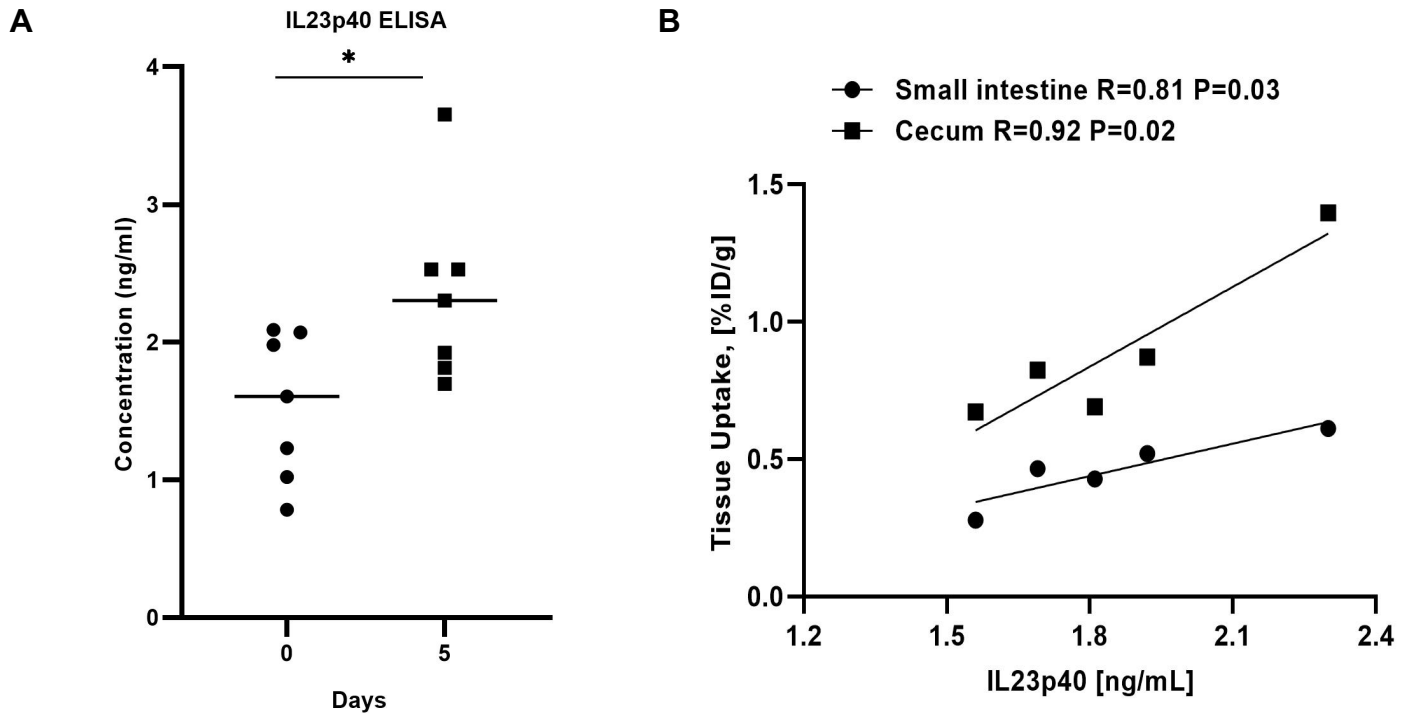 A
IL23p40 ELISA
*
Concentration (ng/ml)
4
3
2
1
0
0
5
Days
B
Small intestine R=0.81 P=0.03
Cecum R=0.92 P=0.02
Tissue Uptake, [%ID/g]
1.5
1.0
0.5
0.0
1.2
1.5
1.8
2.1
2.4
IL23p40 [ng/mL]